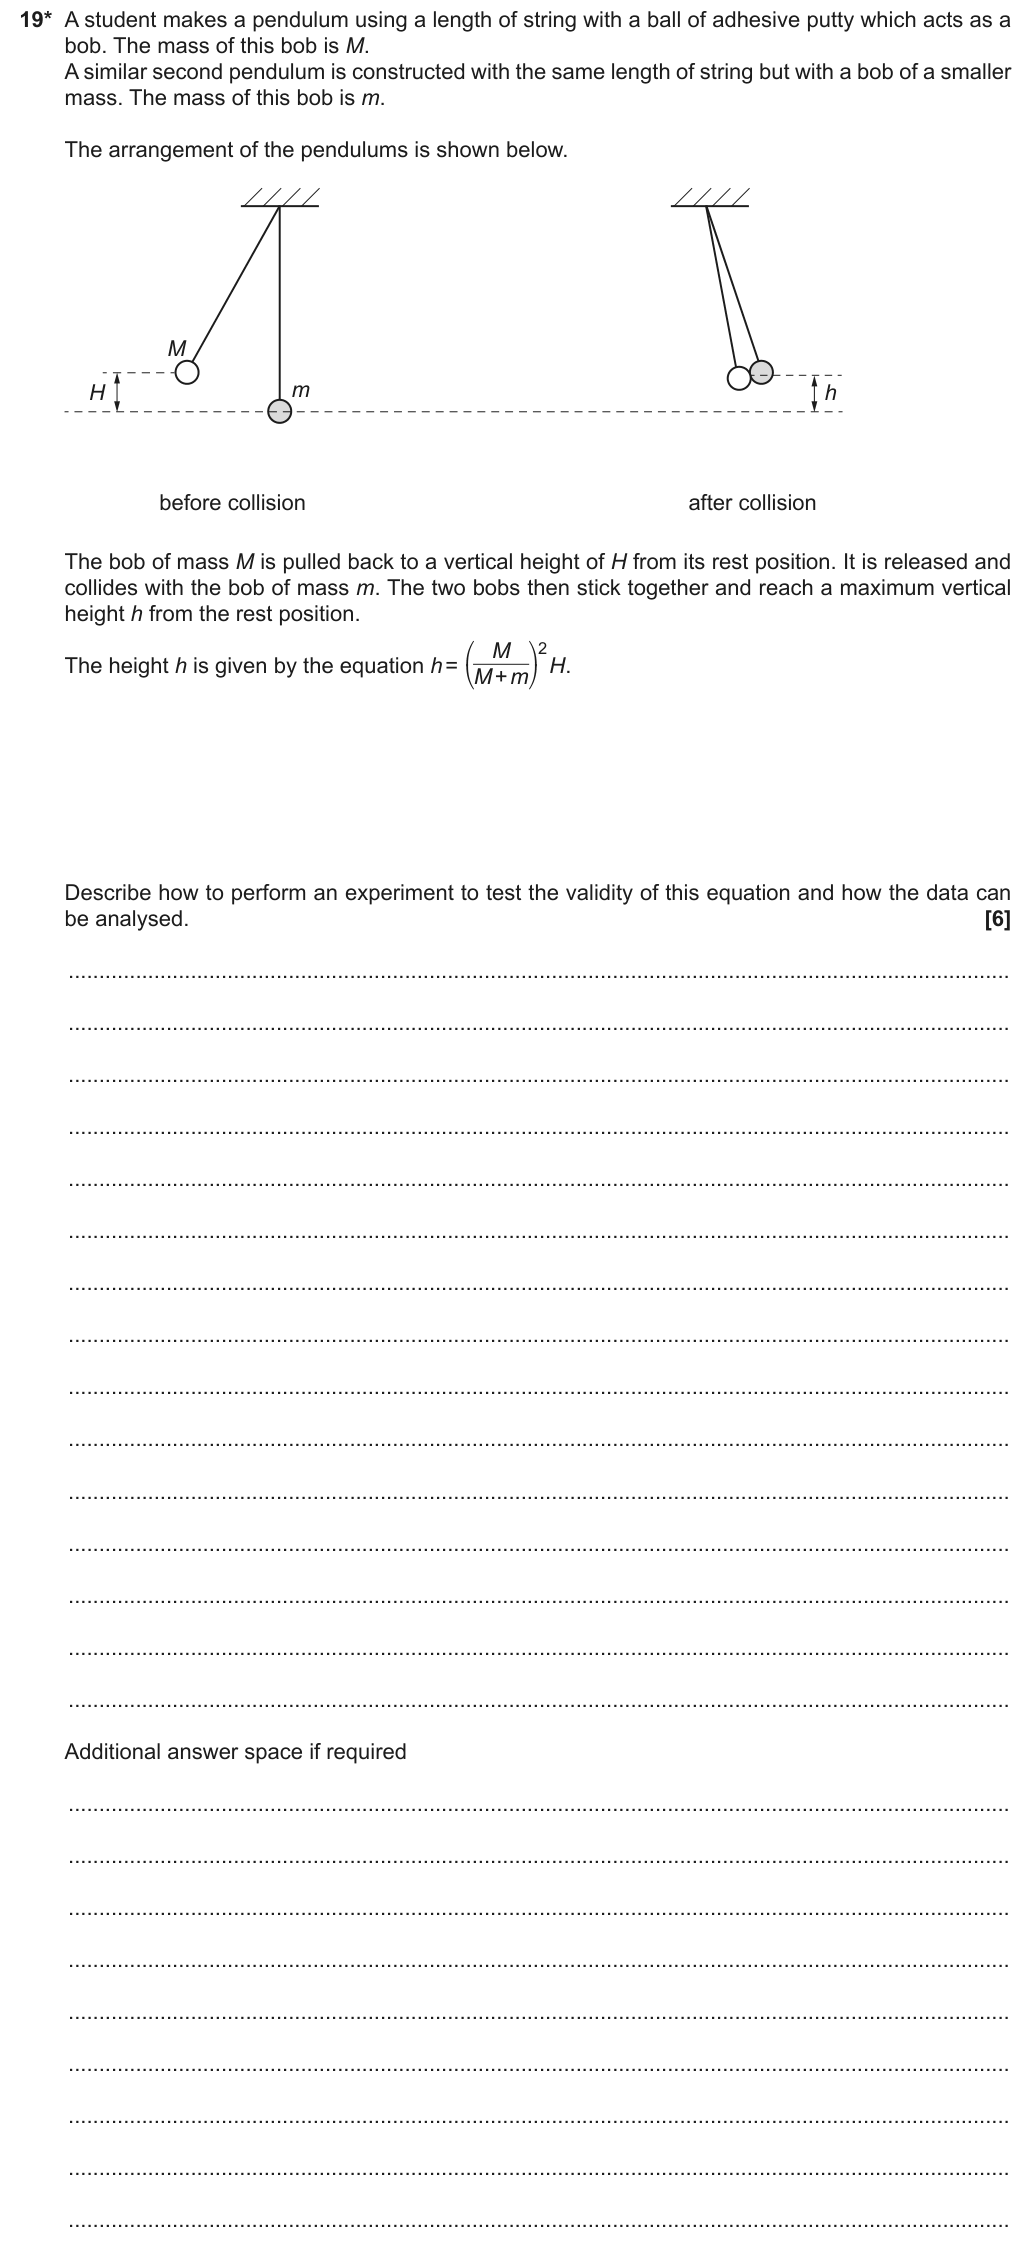 19* A student makes a pendulum using a length of string with a ball of adhesive putty which acts as a
bob. The mass of this bob is M.
A similar second pendulum is constructed with the same length of string but with a bob of a smaller
mass. The mass of this bob is m.
The arrangement of the pendulums is shown below.
M
H
m
h
before collision
after collision
The bob of mass M is pulled back to a vertical height of H from its rest position. It is released and
collides with the bob of mass m. The two bobs then stick together and reach a maximum vertical
height h from the rest position.
The height h is given by the equation h = (M/(M+m))² H.
Describe how to perform an experiment to test the validity of this equation and how the data can
be analysed. [6]
Additional answer space if required